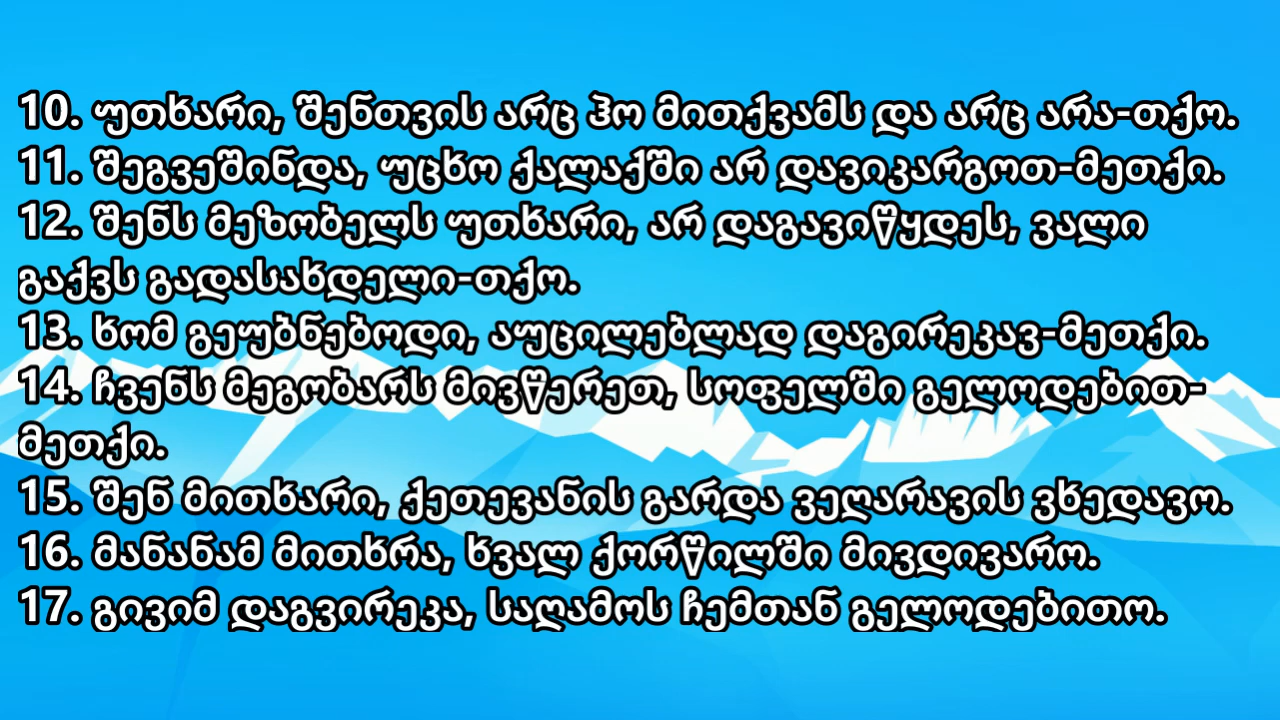 10. უთხარი, შენთვის არც ჰო მითქვამს და არც არა-თქო.
11. შეგვეშინდა, უცხო ქალაქში არ დავიკარგოთ-მეთქი.
12. შენს მეზობელს უთხარი, არ დაგავიწყდეს, ვალი
გაქვს გადასახდელი-თქო.
13. ხომ გეუბნებოდი, აუცილებლად დაგირეკავ-მეთქი.
14. ჩვენს მეგობარს მივწერეთ, სოფელში გელოდებით-
მეთქი.
15. შენ მითხარი, ქეთევანის გარდა ვეღარავის ვხედავო.
16. მანანამ მითხრა, ხვალ ქორწილში მივდივარო.
17. გივიმ დაგვირეკა, საღამოს ჩემთან გელოდებითო.